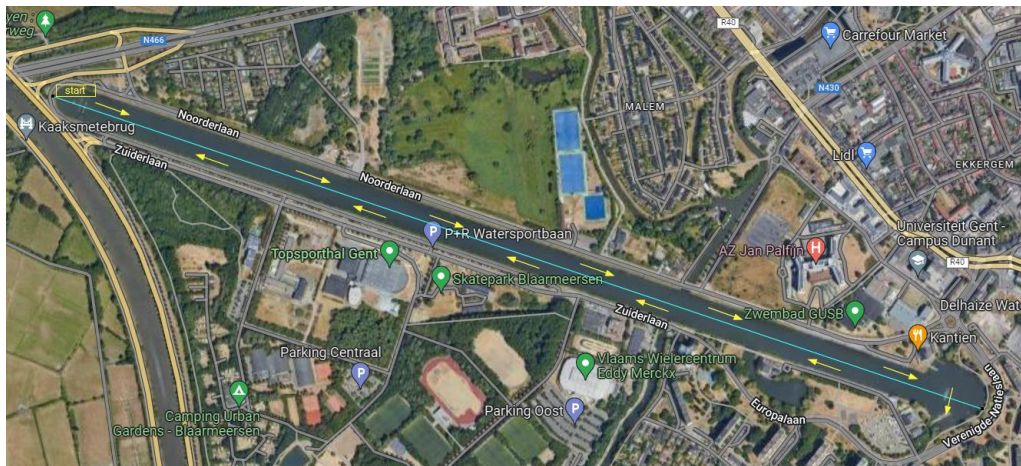 yen -
rweg
N466
R40
Carrefour Market
start
Kaaksmetebrug
Noorderlaan
MALEM
N430
Zuiderlaan
Lidl
EKKERGEM
Noorderlaan
P+R Watersportbaan
Universiteit Gent -
Campus Dunant
Topsporthal Gent
AZ Jan Palfijn
R40
Skatepark Blaarmeersen
Zuiderlaan
Zwembad GUSB
Delhaize Wat
Kantien
Parking Centraal
Vlaams Wielercentrum
Eddy Merckx
Verenigde-Natieslaan
Camping Urban
Gardens - Blaarmeersen
Parking Oost
Europalaan